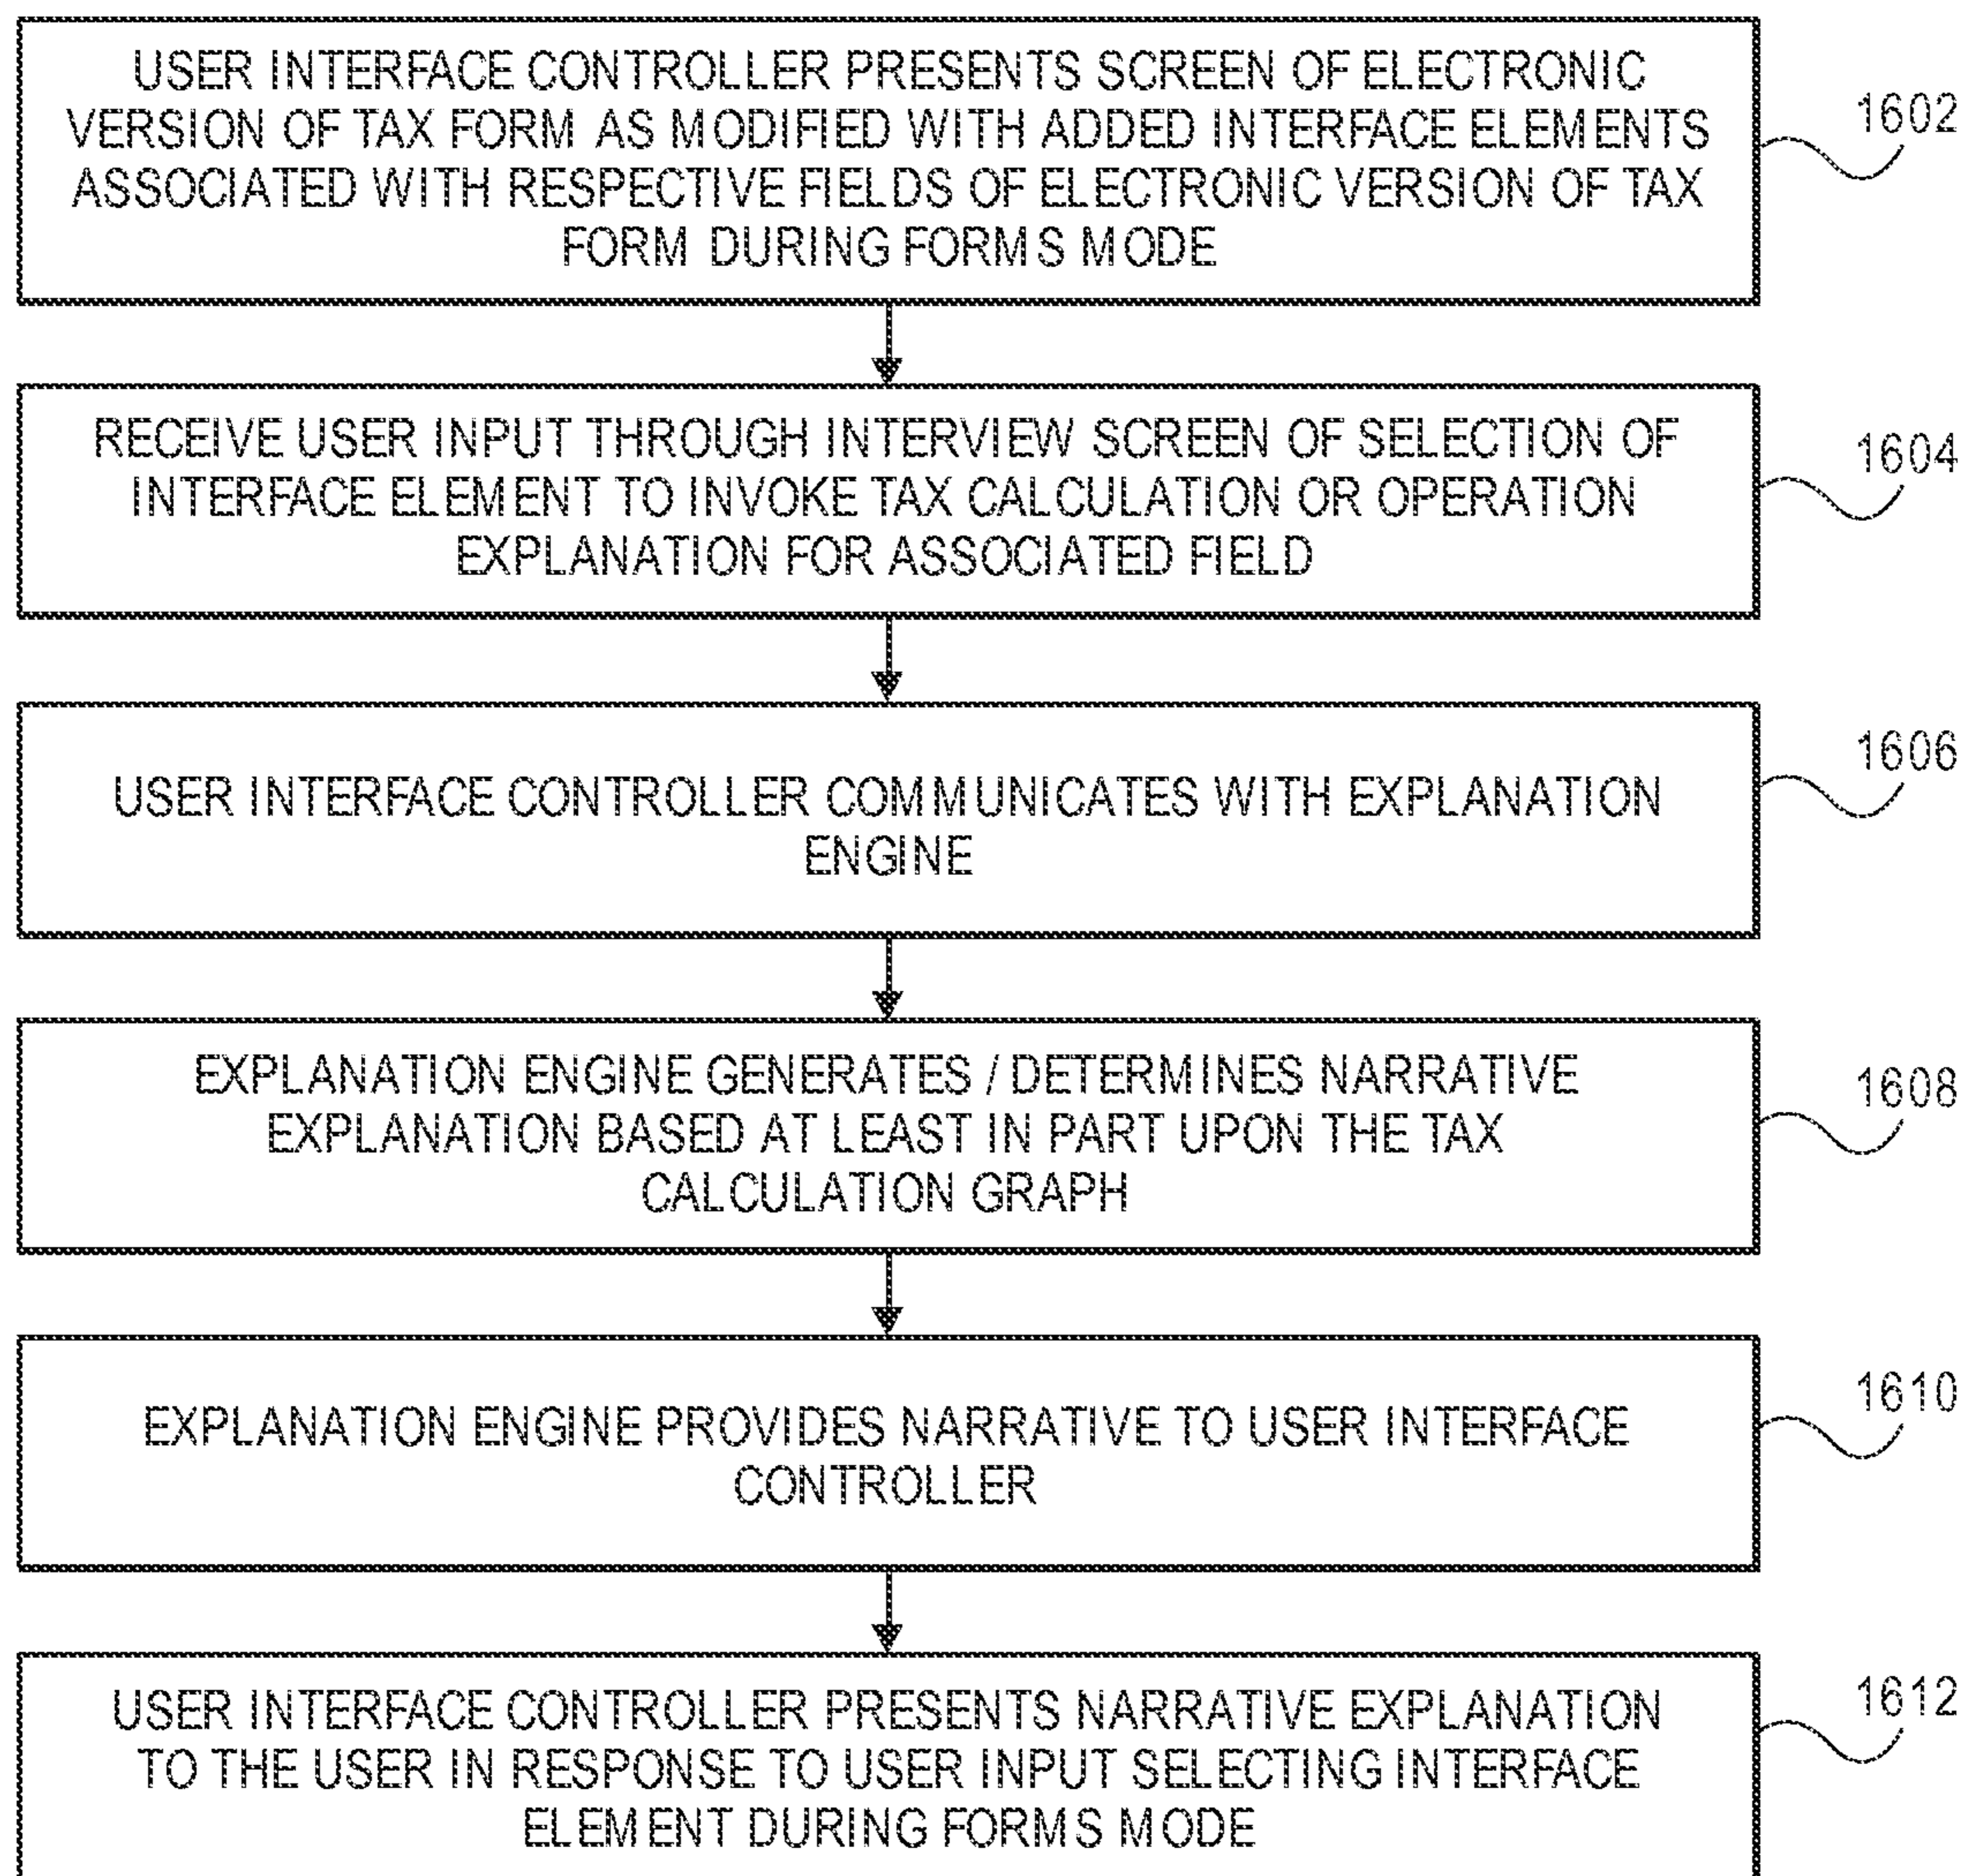 USER INTERFACE CONTROLLER PRESENTS SCREEN OF ELECTRONIC
VERSION OF TAX FORM AS MODIFIED WITH ADDED INTERFACE ELEMENTS
ASSOCIATED WITH RESPECTIVE FIELDS OF ELECTRONIC VERSION OF TAX
FORM DURING FORMS MODE
1602
RECEIVE USER INPUT THROUGH INTERVIEW SCREEN OF SELECTION OF
INTERFACE ELEMENT TO INVOKE TAX CALCULATION OR OPERATION
EXPLANATION FOR ASSOCIATED FIELD
1604
USER INTERFACE CONTROLLER COMMUNICATES WITH EXPLANATION
ENGINE
1606
EXPLANATION ENGINE GENERATES / DETERMINES NARRATIVE
EXPLANATION BASED AT LEAST IN PART UPON THE TAX
CALCULATION GRAPH
1608
EXPLANATION ENGINE PROVIDES NARRATIVE TO USER INTERFACE
CONTROLLER
1610
USER INTERFACE CONTROLLER PRESENTS NARRATIVE EXPLANATION
TO THE USER IN RESPONSE TO USER INPUT SELECTING INTERFACE
ELEMENT DURING FORMS MODE
1612